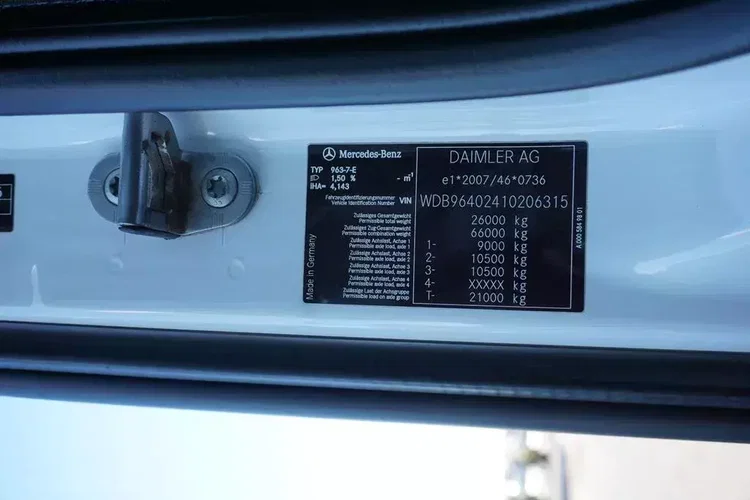 Mercedes-Benz
TYP 963-7-E
1,50 % - m³
iHA= 4,143
Fahrzeugidentifizierungsnummer
Vehicle Identification Number VIN
DAIMLER AG
e1*2007/46*0736
WDB96402410206315
Zulässiges Gesamtgewicht
Permissible total weight 26000 kg
Zulässiges Zug-Gesamtgewicht
Permissible combination weight 66000 kg
Zulässige Achslast, Achse 1
Permissible axle load, axle 1 1- 9000 kg
Zulässige Achslast, Achse 2
Permissible axle load, axle 2 2- 10500 kg
Zulässige Achslast, Achse 3
Permissible axle load, axle 3 3- 10500 kg
Zulässige Achslast, Achse 4
Permissible axle load, axle 4 4- XXXXX kg
Zulässige Last der Achsgruppe
Permissible load on axle group T- 21000 kg
Made in Germany
A 000 584 98 01